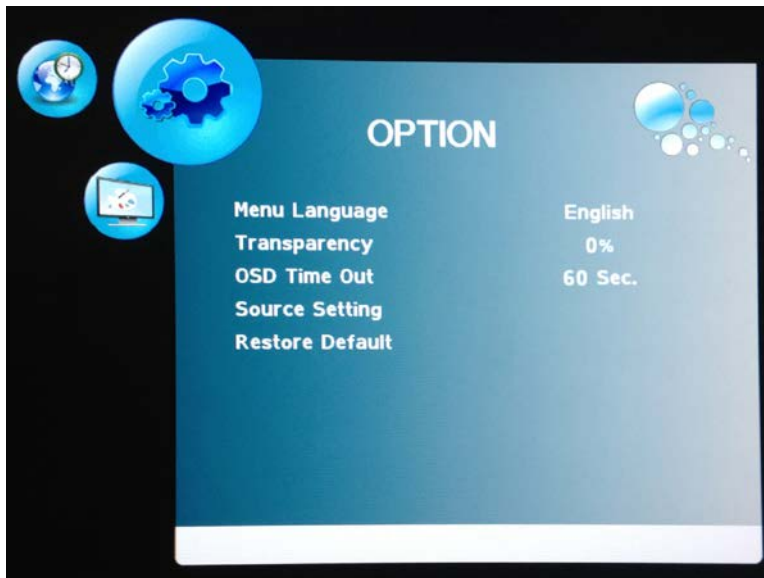 OPTION
Menu Language English
Transparency 0%
OSD Time Out 60 Sec.
Source Setting
Restore Default